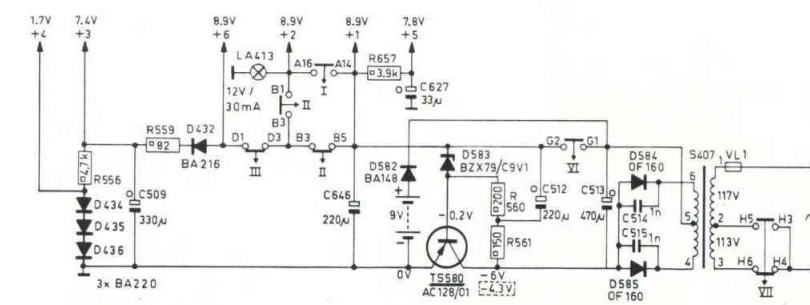 1.7V 7.4V 8.9V 8.9V 8.9V 7.8V
+4 +3 +6 +2 +1 +5
LA413 A16 A14 R657
I 3.9k
12V/ 30mA B1 II C627
B3 33µ
R559 D432 D1 D3 B3 B5 D583 G2 G1 D584 S407 VL1
82 BA216 III II D582 BZX79/C9V1 VI OF160 1
4.7k BA148 6 117V
R556 200 R 560 C512 C513 C514 1n 5 2 H5 H3
D434 C509 C646 + 9V - -0.2V 220µ 470µ C515 1n 113V
D435 330µ 220µ 150 R561 4 3 H6 H4
D436 0V TS580 -6V D585 VII
3x BA220 AC128/01 -4.3V OF160